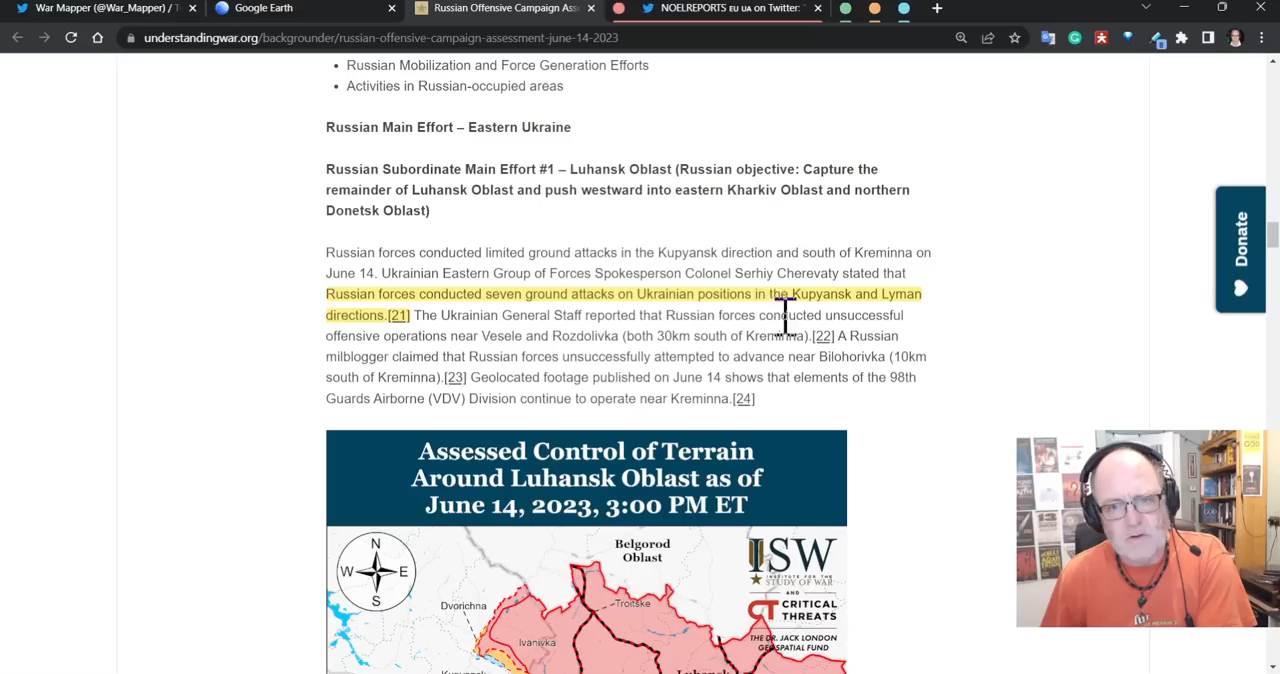 War Mapper (@War_Mapper) / T
Google Earth
Russian Offensive Campaign Ass
NOELREPORTS EU UA on Twitter: "
understandingwar.org/backgrounder/russian-offensive-campaign-assessment-june-14-2023
• Russian Mobilization and Force Generation Efforts
• Activities in Russian-occupied areas
Russian Main Effort – Eastern Ukraine
Russian Subordinate Main Effort #1 – Luhansk Oblast (Russian objective: Capture the
remainder of Luhansk Oblast and push westward into eastern Kharkiv Oblast and northern
Donetsk Oblast)
Russian forces conducted limited ground attacks in the Kupyansk direction and south of Kreminna on
June 14. Ukrainian Eastern Group of Forces Spokesperson Colonel Serhiy Cherevaty stated that
Russian forces conducted seven ground attacks on Ukrainian positions in the Kupyansk and Lyman
directions.[21] The Ukrainian General Staff reported that Russian forces conducted unsuccessful
offensive operations near Vesele and Rozdolivka (both 30km south of Kreminna).[22] A Russian
milblogger claimed that Russian forces unsuccessfully attempted to advance near Bilohorivka (10km
south of Kreminna).[23] Geolocated footage published on June 14 shows that elements of the 98th
Guards Airborne (VDV) Division continue to operate near Kreminna.[24]
Donate
Assessed Control of Terrain
Around Luhansk Oblast as of
June 14, 2023, 3:00 PM ET
N
W E
S
Belgorod
Oblast
ISW
INSTITUTE FOR THE
STUDY OF WAR
AND
CT CRITICAL
THREATS
THE DR. JACK LONDON
GEOSPATIAL FUND
Dvorichna
Troitske
Ivanivka
GOD